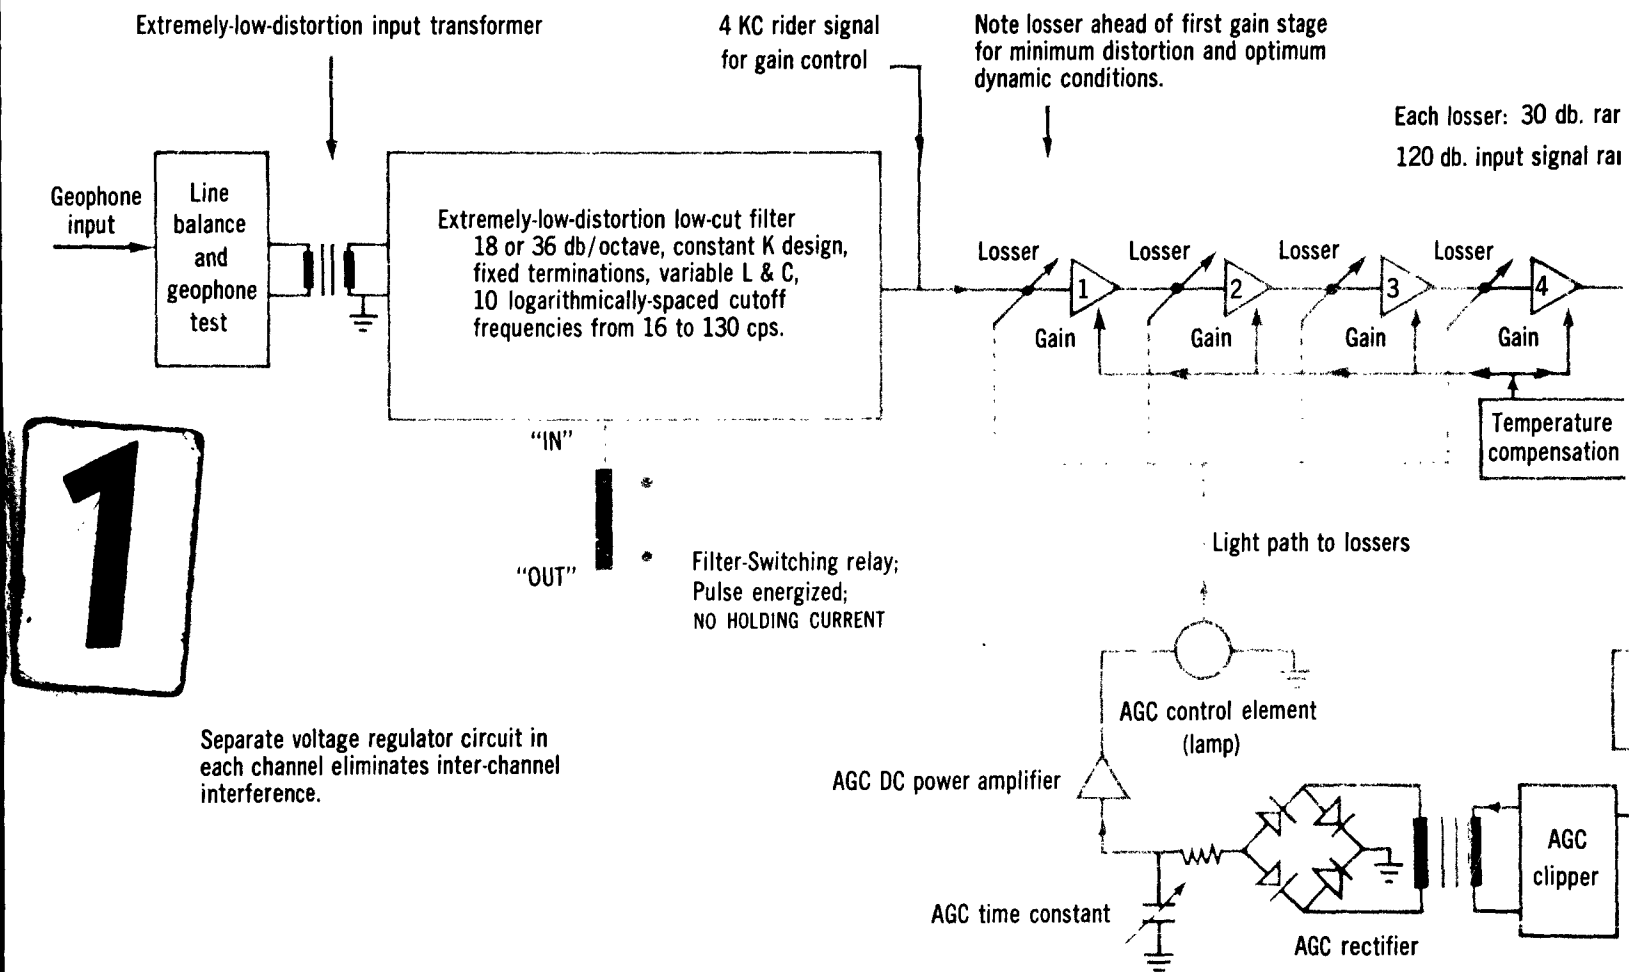 Extremely-low-distortion input transformer
4 KC rider signal
for gain control
Note losser ahead of first gain stage
for minimum distortion and optimum
dynamic conditions.
Each losser: 30 db.
120 db. input signal
Geophone
input
Line
balance
and
geophone
test
Extremely-low-distortion low-cut filter
18 or 36 db/octave, constant K design,
fixed terminations, variable L & C,
10 logarithmically-spaced cutoff
frequencies from 16 to 130 cps.
Losser
Losser
Losser
Losser
1
2
3
4
Gain
Gain
Gain
Gain
Temperature
compensation
"IN"
"OUT"
Filter-Switching relay;
Pulse energized;
NO HOLDING CURRENT
1
Light path to lossers
AGC control element
(lamp)
Separate voltage regulator circuit in
each channel eliminates inter-channel
interference.
AGC DC power amplifier
AGC
clipper
AGC time constant
AGC rectifier